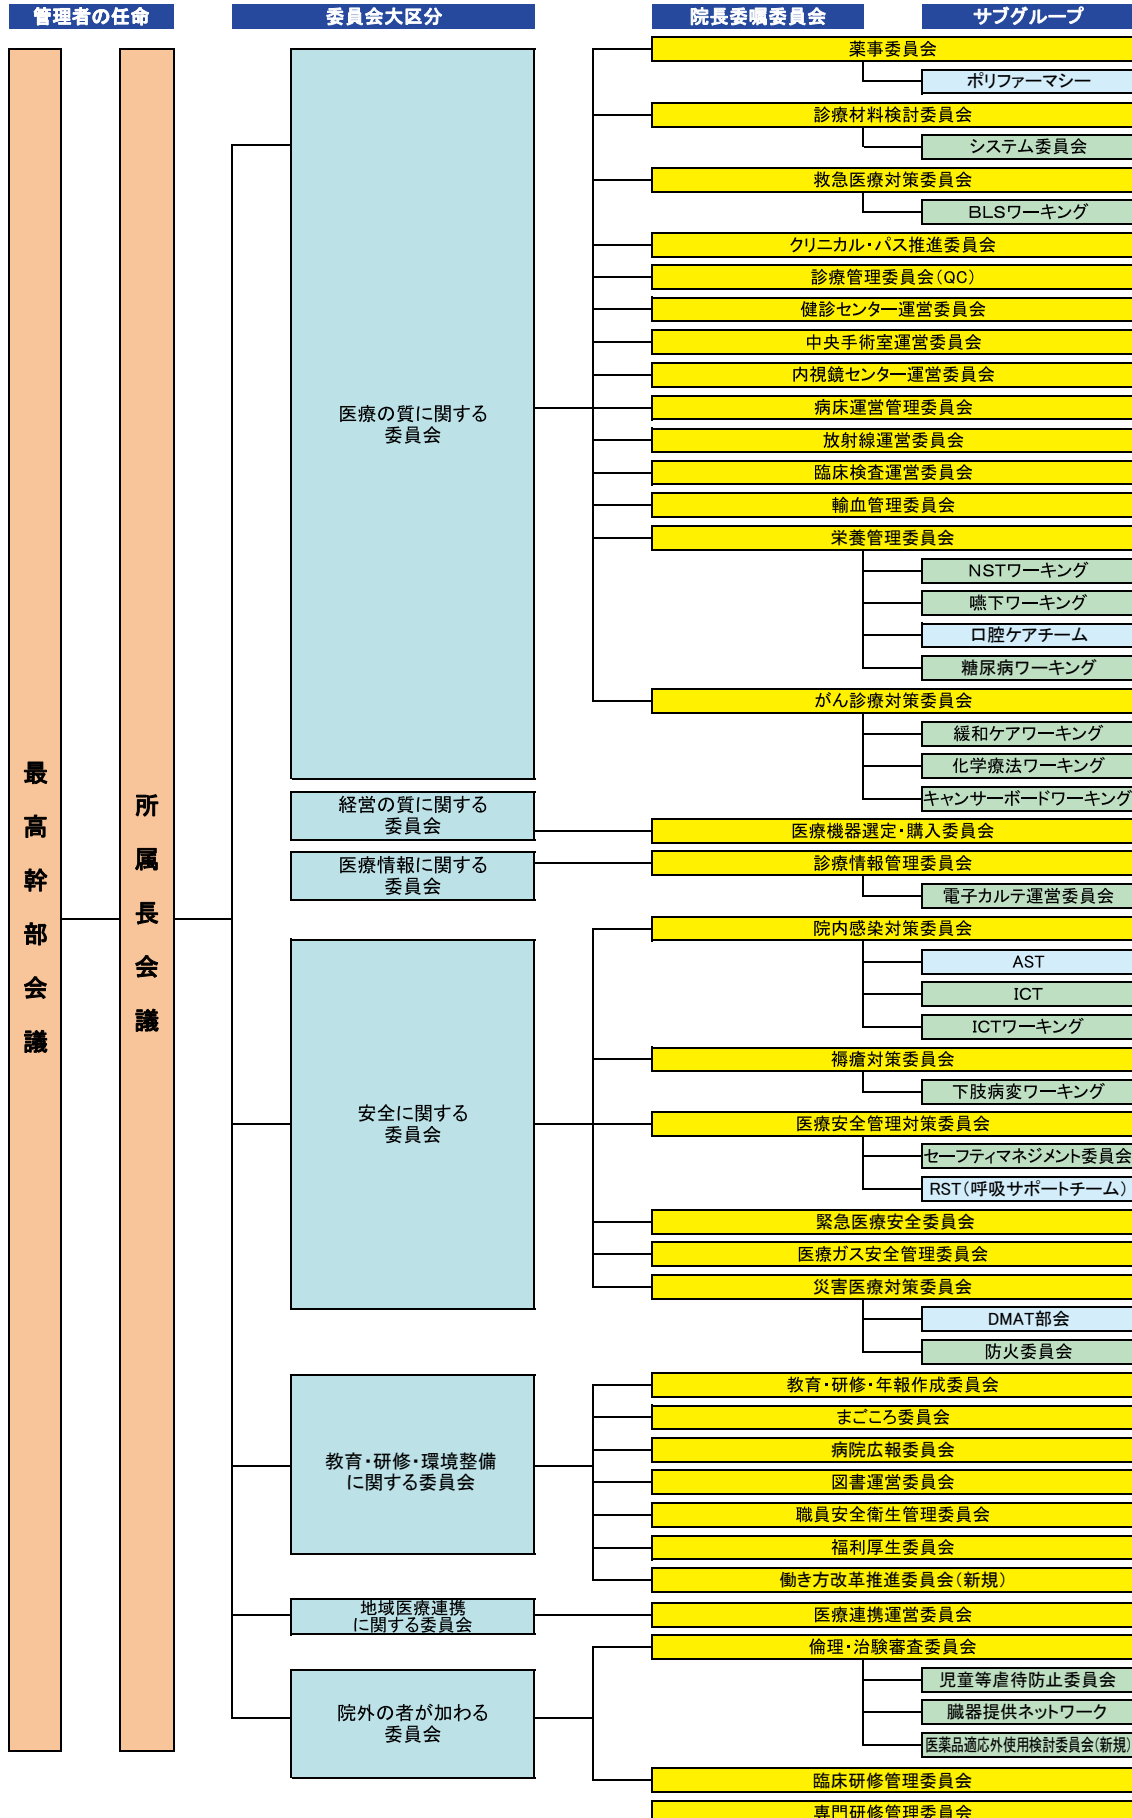 管理者の任命
委員会大区分
院長委嘱委員会
サブグループ
最高幹部会議
所属長会議
医療の質に関する
委員会
薬事委員会
ポリファーマシー
診療材料検討委員会
システム委員会
救急医療対策委員会
BLSワーキング
クリニカル・パス推進委員会
診療管理委員会(QC)
健診センター運営委員会
中央手術室運営委員会
内視鏡センター運営委員会
病床運営管理委員会
放射線運営委員会
臨床検査運営委員会
輸血管理委員会
栄養管理委員会
NSTワーキング
嚥下ワーキング
口腔ケアチーム
糖尿病ワーキング
がん診療対策委員会
緩和ケアワーキング
化学療法ワーキング
キャンサーボードワーキング
経営の質に関する
委員会
医療機器選定・購入委員会
医療情報に関する
委員会
診療情報管理委員会
電子カルテ運営委員会
安全に関する
委員会
院内感染対策委員会
AST
ICT
ICTワーキング
褥瘡対策委員会
下肢病変ワーキング
医療安全管理対策委員会
セーフティマネジメント委員会
RST(呼吸サポートチーム)
緊急医療安全委員会
医療ガス安全管理委員会
災害医療対策委員会
DMAT部会
防火委員会
教育・研修・環境整備
に関する委員会
教育・研修・年報作成委員会
まごころ委員会
病院広報委員会
図書運営委員会
職員安全衛生管理委員会
福利厚生委員会
働き方改革推進委員会(新規)
地域医療連携
に関する委員会
医療連携運営委員会
院外の者が加わる
委員会
倫理・治験審査委員会
児童等虐待防止委員会
臓器提供ネットワーク
医薬品適応外使用検討委員会(新規)
臨床研修管理委員会
専門研修管理委員会